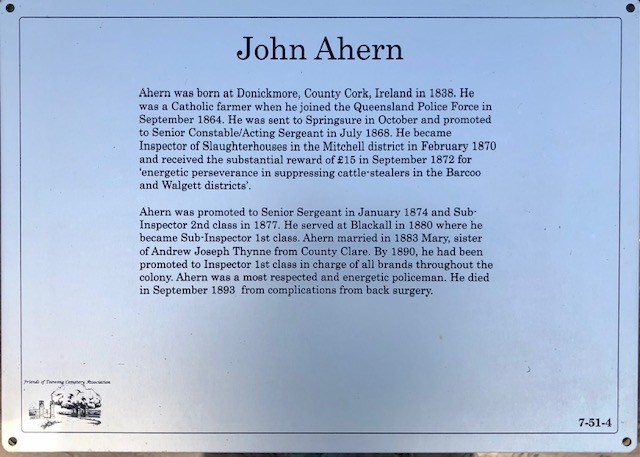 John Ahern
Ahern was born at Donickmore, County Cork, Ireland in 1838. He
was a Catholic farmer when he joined the Queensland Police Force in
September 1864. He was sent to Springsure in October and promoted
to Senior Constable/Acting Sergeant in July 1868. He became
Inspector of Slaughterhouses in the Mitchell district in February 1870
and received the substantial reward of £15 in September 1872 for
'energetic perseverance in suppressing cattle-stealers in the Barcoo
and Walgett districts'.
Ahern was promoted to Senior Sergeant in January 1874 and Sub-
Inspector 2nd class in 1877. He served at Blackall in 1880 where he
became Sub-Inspector 1st class. Ahern married in 1883 Mary, sister
of Andrew Joseph Thynne from County Clare. By 1890, he had been
promoted to Inspector 1st class in charge of all brands throughout the
colony. Ahern was a most respected and energetic policeman. He died
in September 1893 from complications from back surgery.
Friends of Toowong Cemetery Association
7-51-4